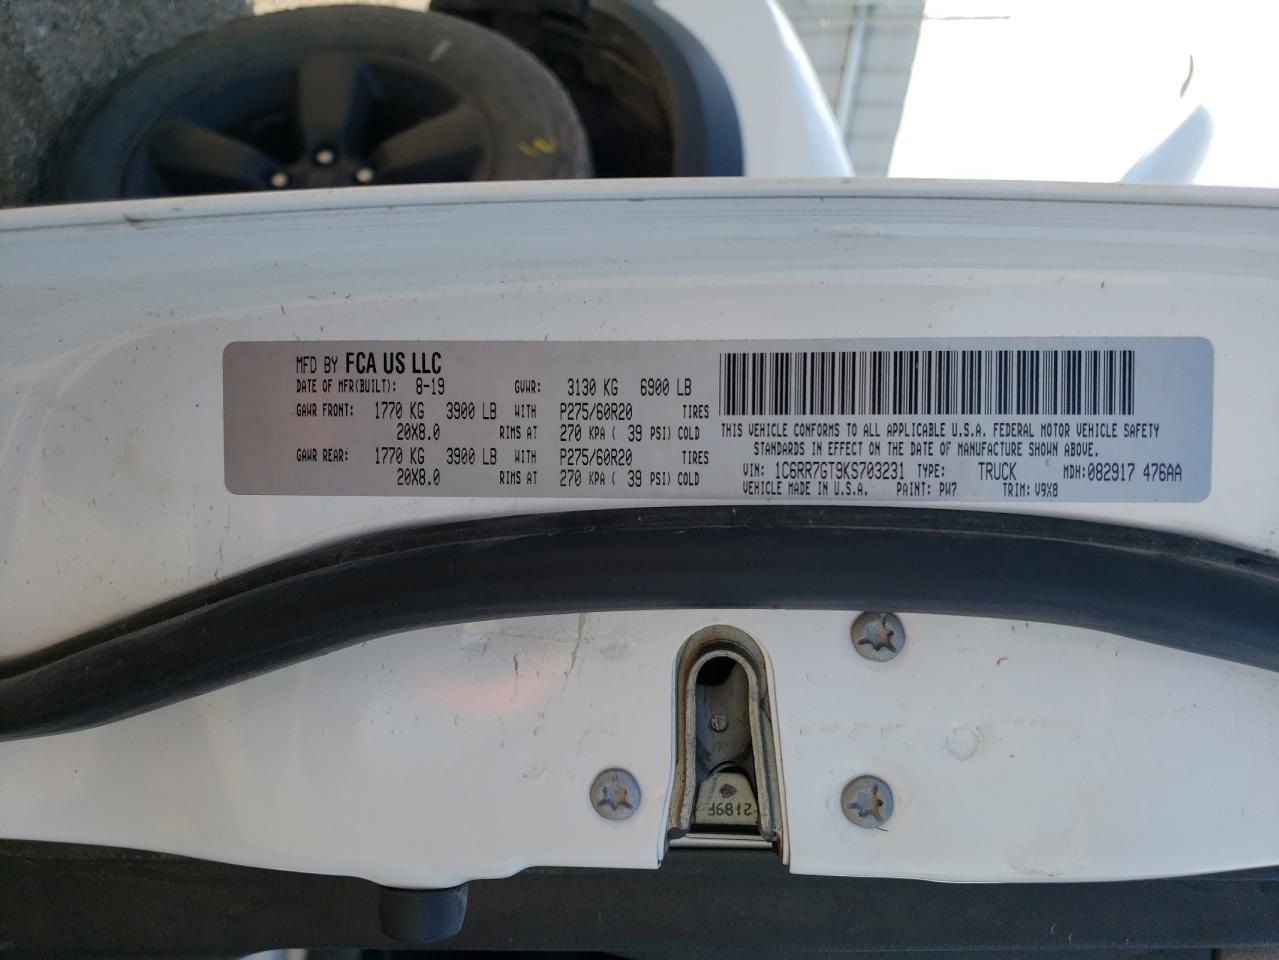 MFD BY FCA US LLC
DATE OF MFR(BUILT): 8-19 GVWR: 3130 KG 6900 LB
GAWR FRONT: 1770 KG 3900 LB WITH P275/60R20 TIRES
20X8.0 RIMS AT 270 KPA ( 39 PSI) COLD
GAWR REAR: 1770 KG 3900 LB WITH P275/60R20 TIRES
20X8.0 RIMS AT 270 KPA ( 39 PSI) COLD
THIS VEHICLE CONFORMS TO ALL APPLICABLE U.S.A. FEDERAL MOTOR VEHICLE SAFETY
STANDARDS IN EFFECT ON THE DATE OF MANUFACTURE SHOWN ABOVE.
VIN: 1C6RR7GT9KS703231 TYPE: TRUCK MDH:082917 476AA
VEHICLE MADE IN U.S.A. PAINT: PW7 TRIM: V9X8
2189F